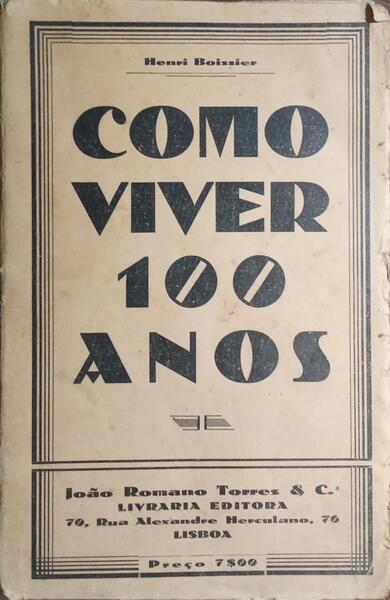 Henri Boissier
COMO
VIVER
100
ANOS
João Romano Torres & C.ª
LIVRARIA EDITORA
70, Rua Alexandre Herculano, 76
LISBOA
Preço 7$00